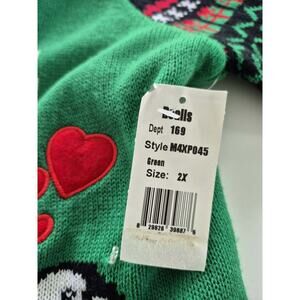 Bealls
Dept 169
Style M4XP045
Green
Size: 2X